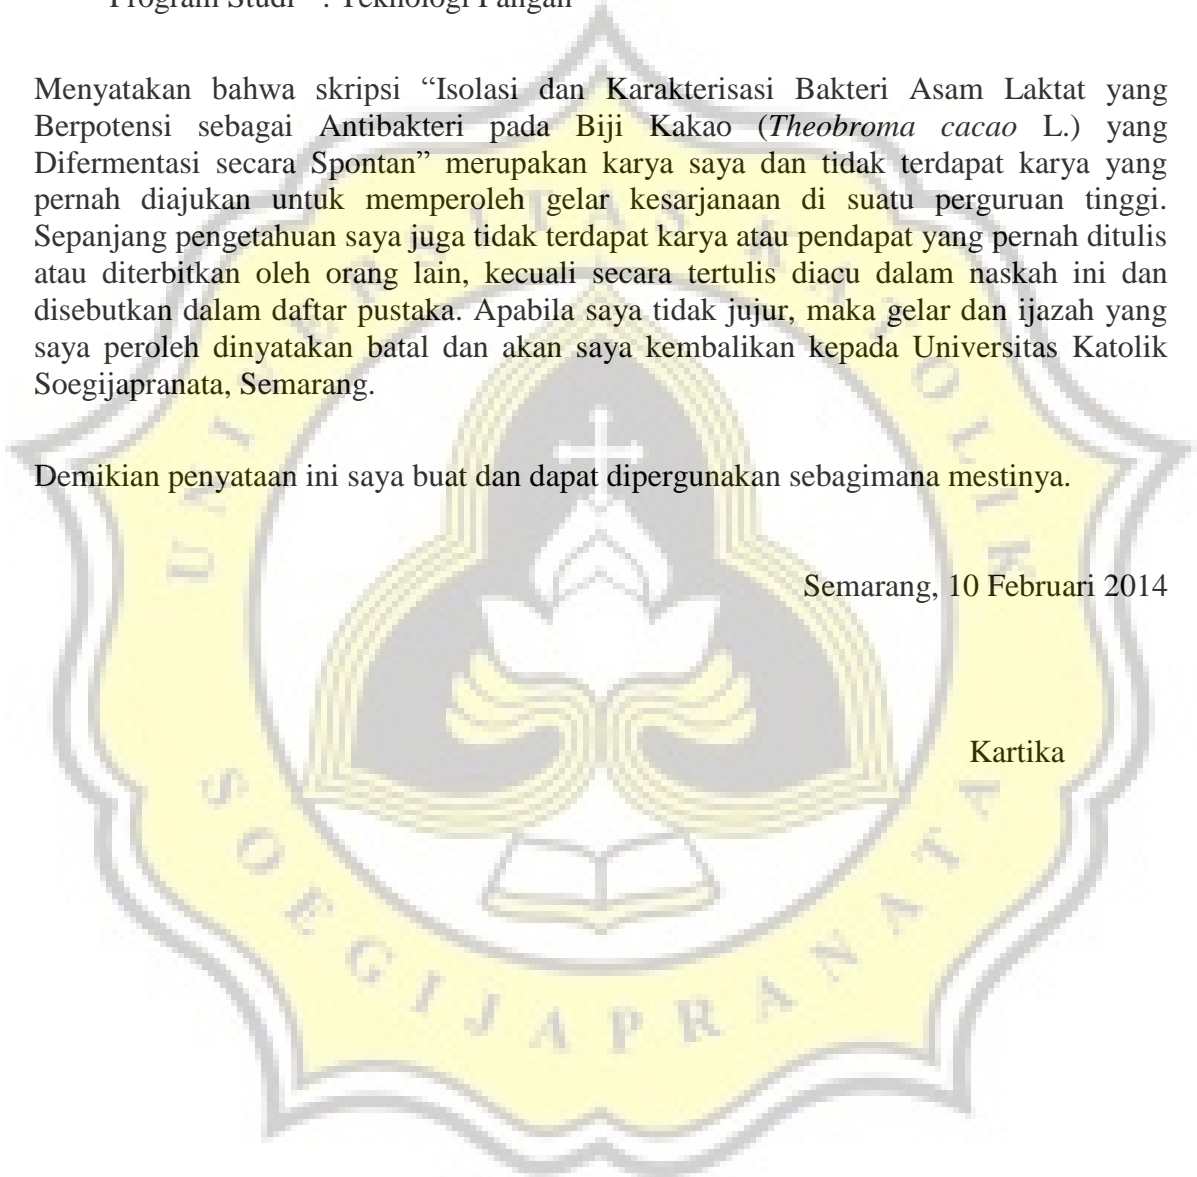 Program Studi : Teknologi Pangan
Menyatakan bahwa skripsi “Isolasi dan Karakterisasi Bakteri Asam Laktat yang
Berpotensi sebagai Antibakteri pada Biji Kakao (Theobroma cacao L.) yang
Difermentasi secara Spontan” merupakan karya saya dan tidak terdapat karya yang
pernah diajukan untuk memperoleh gelar kesarjanaan di suatu perguruan tinggi.
Sepanjang pengetahuan saya juga tidak terdapat karya atau pendapat yang pernah ditulis
atau diterbitkan oleh orang lain, kecuali secara tertulis diacu dalam naskah ini dan
disebutkan dalam daftar pustaka. Apabila saya tidak jujur, maka gelar dan ijazah yang
saya peroleh dinyatakan batal dan akan saya kembalikan kepada Universitas Katolik
Soegijapranata, Semarang.
Demikian penyataan ini saya buat dan dapat dipergunakan sebagimana mestinya.
Semarang, 10 Februari 2014
Kartika
UNIVERSITAS KATOLIK
SOEGIJAPRANATA